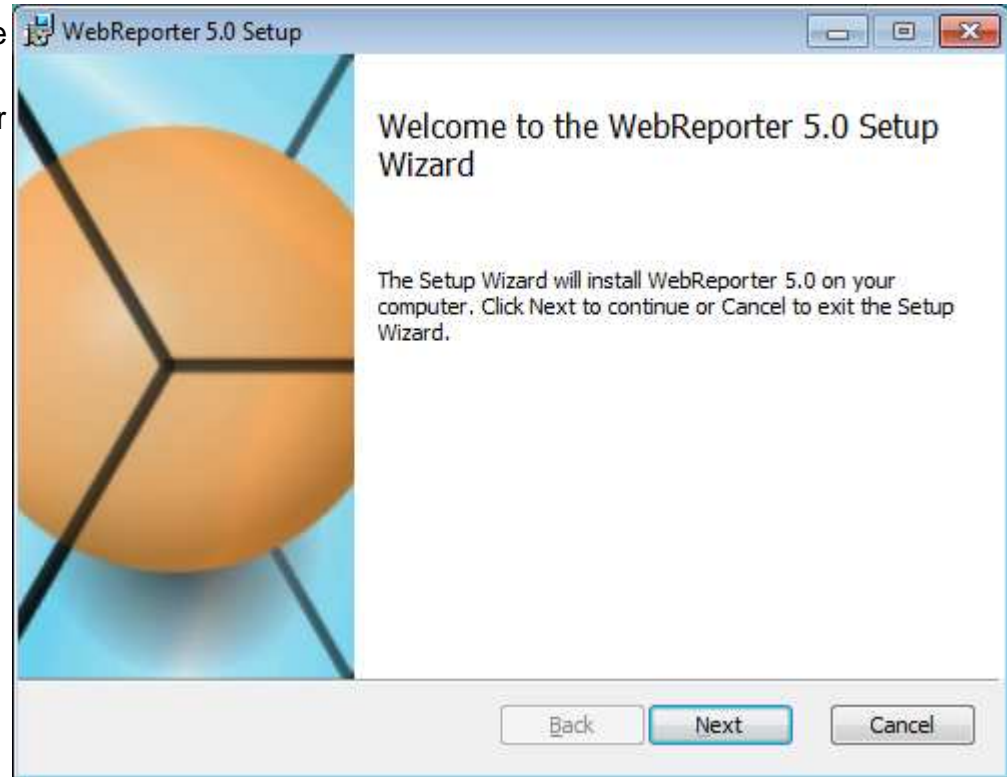 e
r
WebReporter 5.0 Setup
Welcome to the WebReporter 5.0 Setup
Wizard
The Setup Wizard will install WebReporter 5.0 on your
computer. Click Next to continue or Cancel to exit the Setup
Wizard.
Back
Next
Cancel